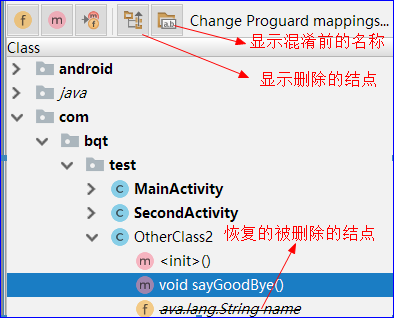 f m Change Proguard mappings...
显示混淆前的名称
Class
显示删除的结点
android
java
com
bqt
test
C MainActivity
C SecondActivity
C OtherClass2
恢复的被删除的结点
m <init>()
m void sayGoodBye()
f ava.lang.String name